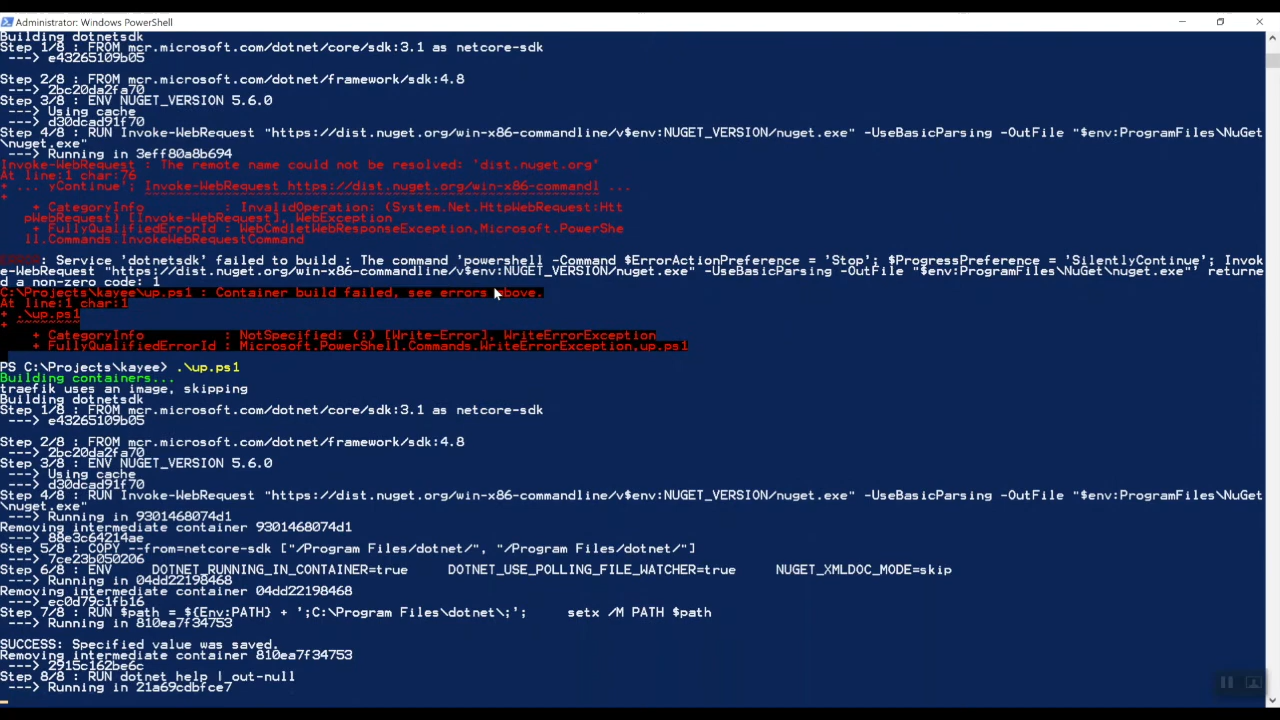 Administrator: Windows PowerShell
Building dotnetsdk
Step 1/8 : FROM mcr.microsoft.com/dotnet/core/sdk:3.1 as netcore-sdk
---> e43265109b05
Step 2/8 : FROM mcr.microsoft.com/dotnet/framework/sdk:4.8
---> 2bc20da2fa70
Step 3/8 : ENV NUGET_VERSION 5.6.0
---> Using cache
---> d30dcad91f70
Step 4/8 : RUN Invoke-WebRequest "https://dist.nuget.org/win-x86-commandline/v$env:NUGET_VERSION/nuget.exe" -UseBasicParsing -OutFile "$env:ProgramFiles\NuGet
\nuget.exe"
---> Running in 3eff80a8b694
Invoke-WebRequest : The remote name could not be resolved: 'dist.nuget.org'
At line:1 char:76
+ ... yContinue'; Invoke-WebRequest https://dist.nuget.org/win-x86-commandl ...
+                 ~~~~~~~~~~~~~~~~~~~~~~~~~~~~~~~~~~~~~~~~~~~~~~~~~~~~~~~~~
+ CategoryInfo : InvalidOperation: (System.Net.HttpWebRequest:Htt
pWebRequest) [Invoke-WebRequest], WebException
+ FullyQualifiedErrorId : WebCmdletWebResponseException,Microsoft.PowerShe
ll.Commands.InvokeWebRequestCommand
ERROR: Service 'dotnetsdk' failed to build : The command 'powershell -Command $ErrorActionPreference = 'Stop'; $ProgressPreference = 'SilentlyContinue'; Invok
e-WebRequest "https://dist.nuget.org/win-x86-commandline/v$env:NUGET_VERSION/nuget.exe" -UseBasicParsing -OutFile "$env:ProgramFiles\NuGet\nuget.exe"' returne
d a non-zero code: 1
C:\Projects\kayee\up.ps1 : Container build failed, see errors above.
At line:1 char:1
+ .\up.ps1
+ ~~~~~~~~
+ CategoryInfo : NotSpecified: (:) [Write-Error], WriteErrorException
+ FullyQualifiedErrorId : Microsoft.PowerShell.Commands.WriteErrorException,up.ps1
PS C:\Projects\kayee> .\up.ps1
Building containers...
traefik uses an image, skipping
Building dotnetsdk
Step 1/8 : FROM mcr.microsoft.com/dotnet/core/sdk:3.1 as netcore-sdk
---> e43265109b05
Step 2/8 : FROM mcr.microsoft.com/dotnet/framework/sdk:4.8
---> 2bc20da2fa70
Step 3/8 : ENV NUGET_VERSION 5.6.0
---> Using cache
---> d30dcad91f70
Step 4/8 : RUN Invoke-WebRequest "https://dist.nuget.org/win-x86-commandline/v$env:NUGET_VERSION/nuget.exe" -UseBasicParsing -OutFile "$env:ProgramFiles\NuGet
\nuget.exe"
---> Running in 9301468074d1
Removing intermediate container 9301468074d1
---> 88e3c64214ae
Step 5/8 : COPY --from=netcore-sdk ["/Program Files/dotnet/", "/Program Files/dotnet/"]
---> 7ce23b050206
Step 6/8 : ENV DOTNET_RUNNING_IN_CONTAINER=true DOTNET_USE_POLLING_FILE_WATCHER=true NUGET_XMLDOC_MODE=skip
---> Running in 04dd22198468
Removing intermediate container 04dd22198468
---> ec0d79c1fb16
Step 7/8 : RUN $path = ${Env:PATH} + ';C:\Program Files\dotnet\;'; setx /M PATH $path
---> Running in 810ea7f34753
SUCCESS: Specified value was saved.
Removing intermediate container 810ea7f34753
---> 2915c162be6c
Step 8/8 : RUN dotnet help | out-null
---> Running in 21a69cdbfce7